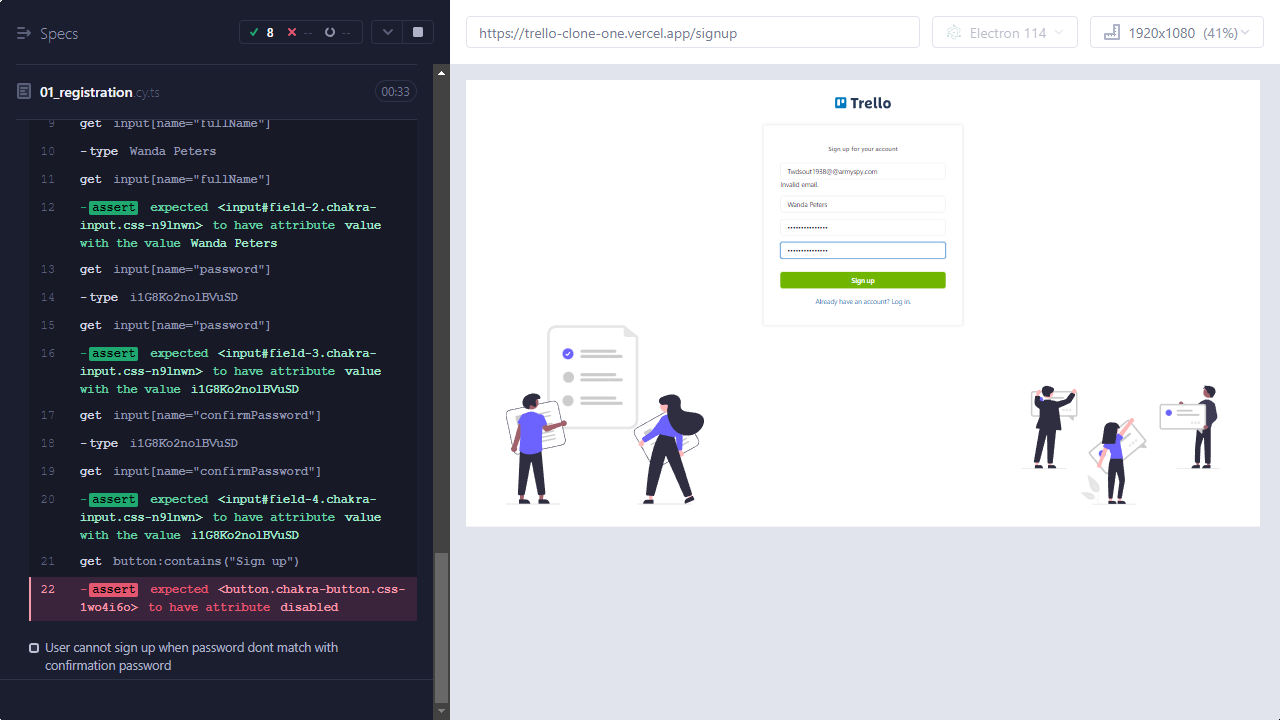 Specs
8
--
--
https://trello-clone-one.vercel.app/signup
Electron 114
1920x1080 (41%)
01_registration.cy.ts
00:33
9 get input[name="fullName"]
10 -type Wanda Peters
11 get input[name="fullName"]
12 -assert expected <input#field-2.chakra-
input.css-n9lnwn> to have attribute value
with the value Wanda Peters
13 get input[name="password"]
14 -type i1G8Ko2nolBVuSD
15 get input[name="password"]
16 -assert expected <input#field-3.chakra-
input.css-n9lnwn> to have attribute value
with the value i1G8Ko2nolBVuSD
17 get input[name="confirmPassword"]
18 -type i1G8Ko2nolBVuSD
19 get input[name="confirmPassword"]
20 -assert expected <input#field-4.chakra-
input.css-n9lnwn> to have attribute value
with the value i1G8Ko2nolBVuSD
21 get button:contains("Sign up")
22 -assert expected <button.chakra-button.css-
1wo4i6o> to have attribute disabled
User cannot sign up when password dont match with
confirmation password
Trello
Sign up for your account
Twdsout1938@@armyspy.com
Invalid email.
Wanda Peters
•••••••••••••••
•••••••••••••••
Sign up
Already have an account? Log in.